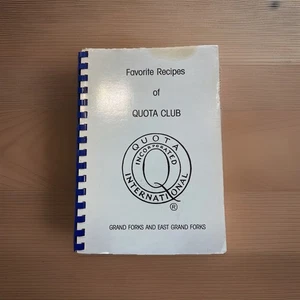 Favorite Recipes
of
QUOTA CLUB
QUOTA
INCORPORATED
Q
INTERNATIONAL
®
GRAND FORKS AND EAST GRAND FORKS